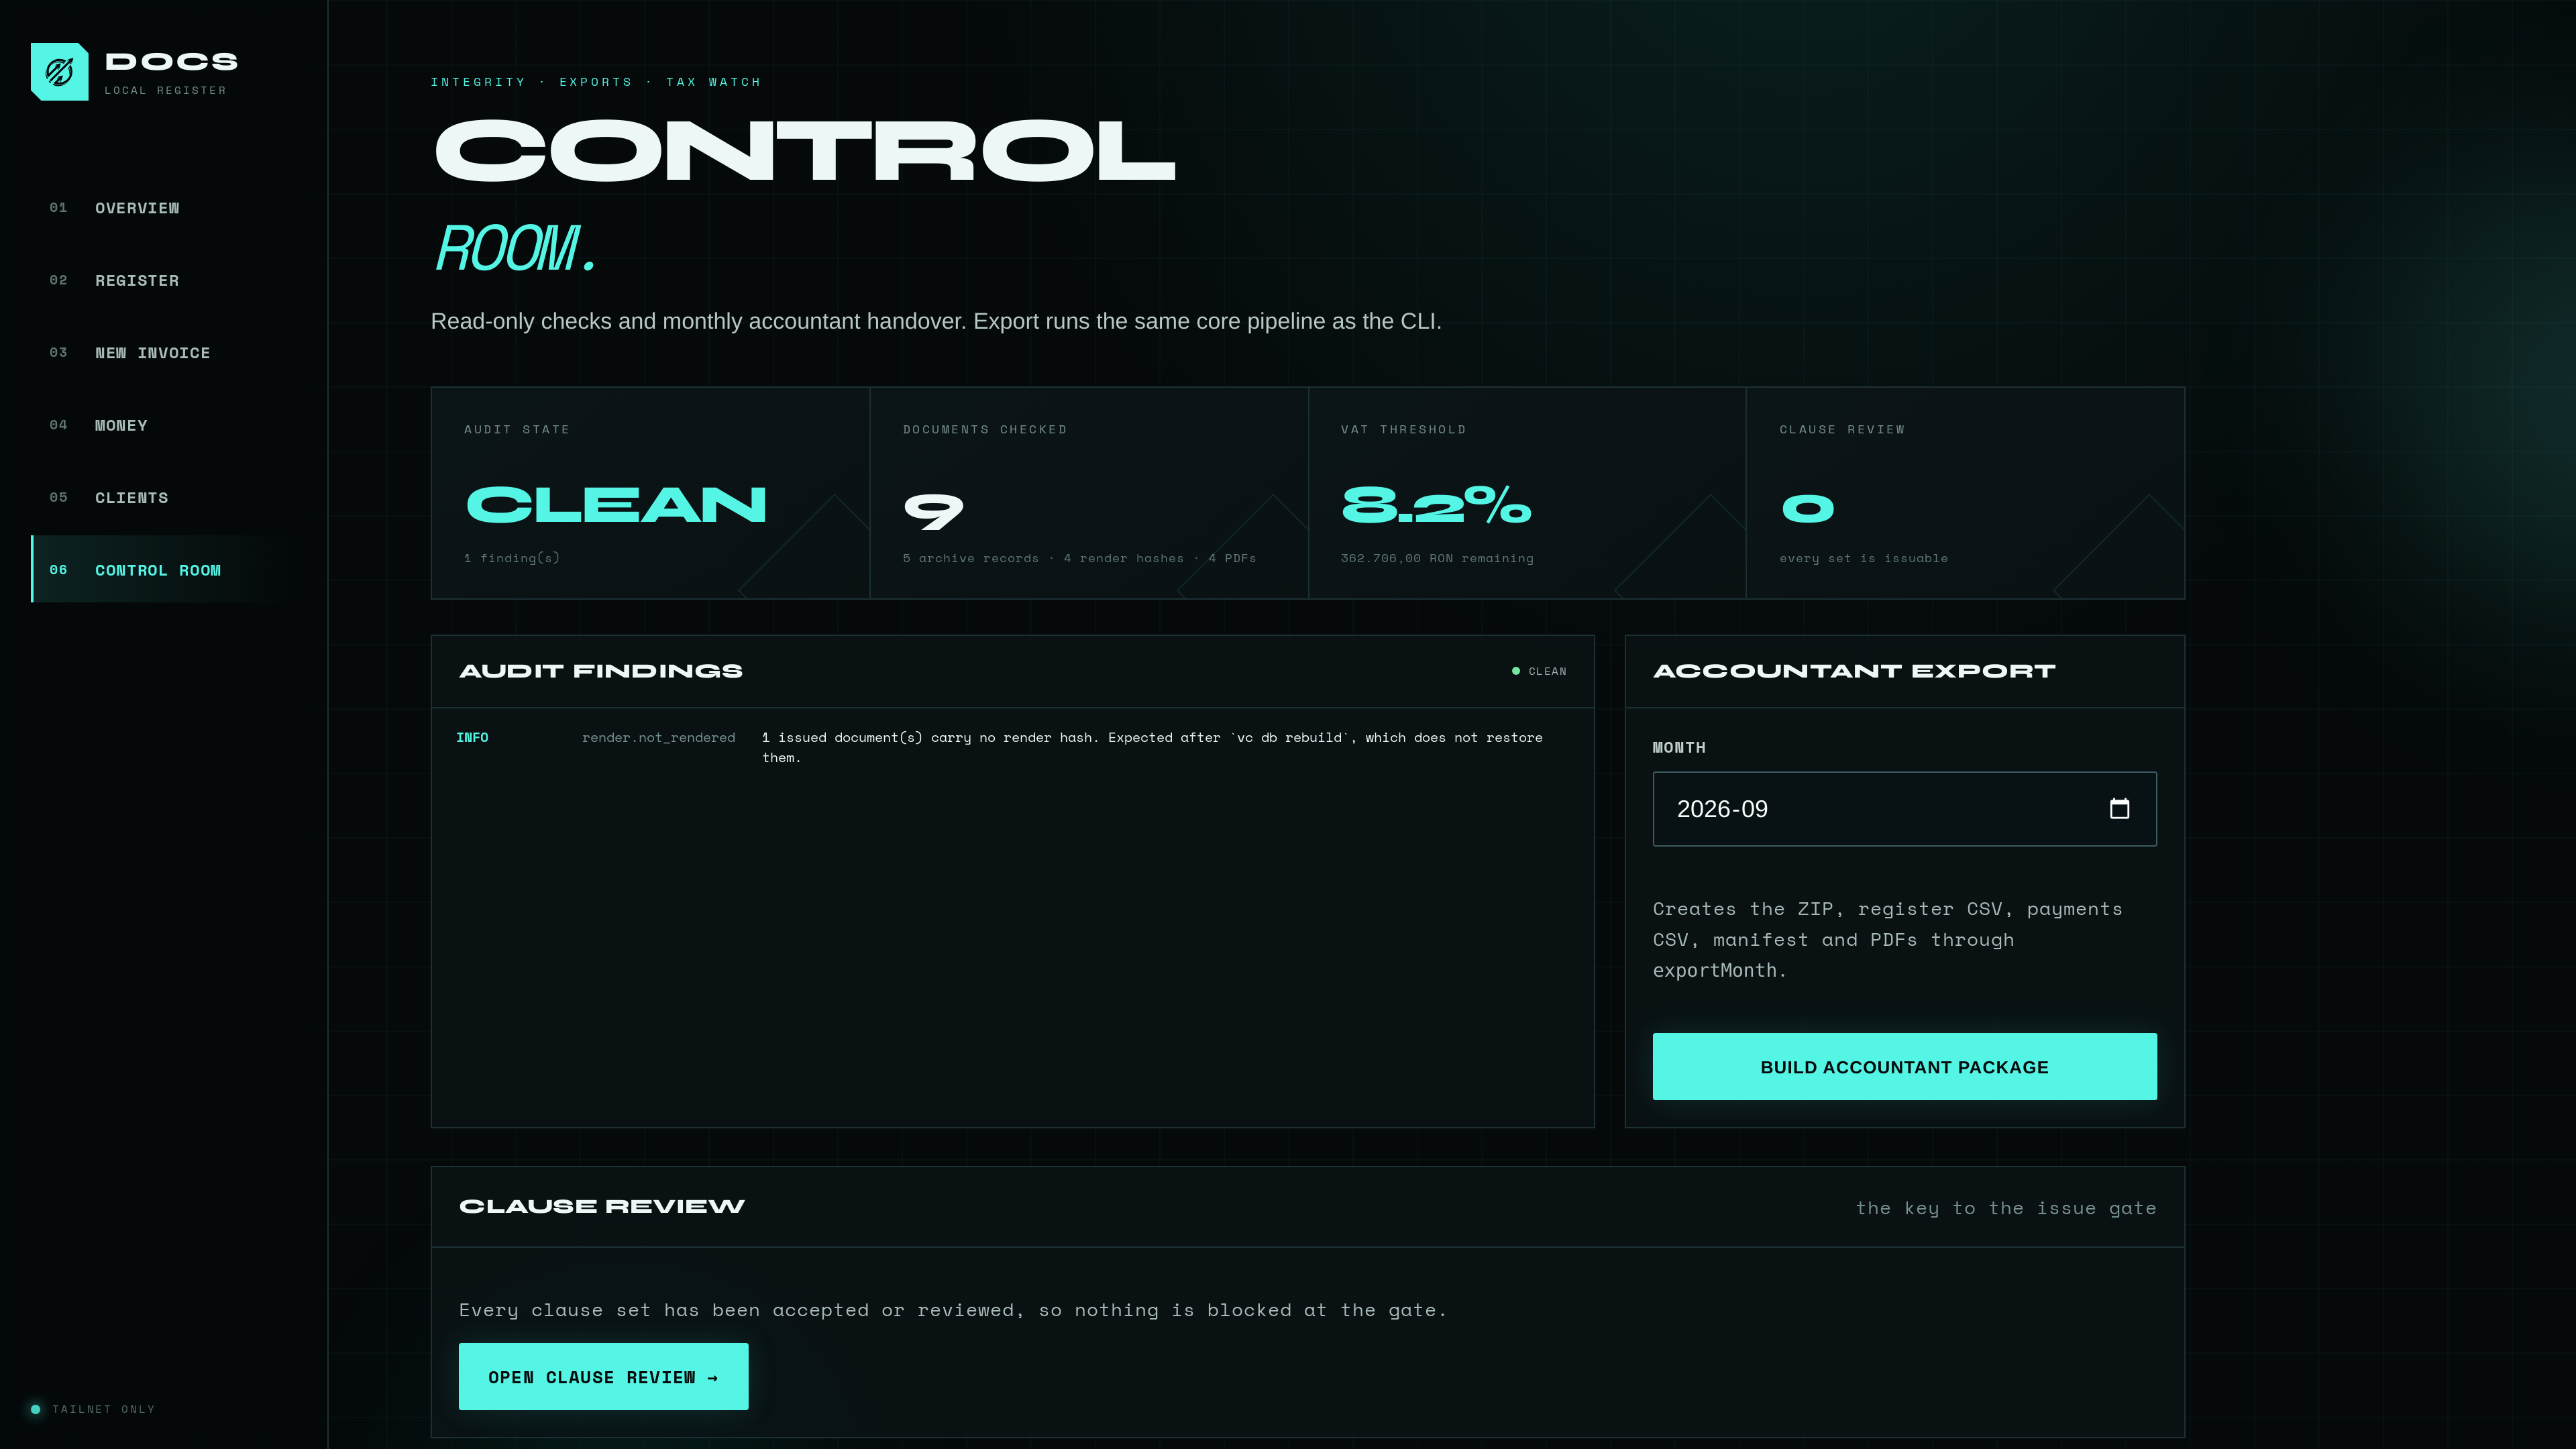 DOCS
LOCAL REGISTER
01 OVERVIEW
02 REGISTER
03 NEW INVOICE
04 MONEY
05 CLIENTS
06 CONTROL ROOM
TAILNET ONLY
INTEGRITY · EXPORTS · TAX WATCH
CONTROL
ROOM.
Read-only checks and monthly accountant handover. Export runs the same core pipeline as the CLI.
AUDIT STATE
CLEAN
1 finding(s)
DOCUMENTS CHECKED
9
5 archive records · 4 render hashes · 4 PDFs
VAT THRESHOLD
8.2%
362.706,00 RON remaining
CLAUSE REVIEW
0
every set is issuable
AUDIT FINDINGS
CLEAN
INFO render.not_rendered 1 issued document(s) carry no render hash. Expected after `vc db rebuild`, which does not restore
them.
ACCOUNTANT EXPORT
MONTH
2026-09
Creates the ZIP, register CSV, payments
CSV, manifest and PDFs through
exportMonth.
BUILD ACCOUNTANT PACKAGE
CLAUSE REVIEW
the key to the issue gate
Every clause set has been accepted or reviewed, so nothing is blocked at the gate.
OPEN CLAUSE REVIEW →